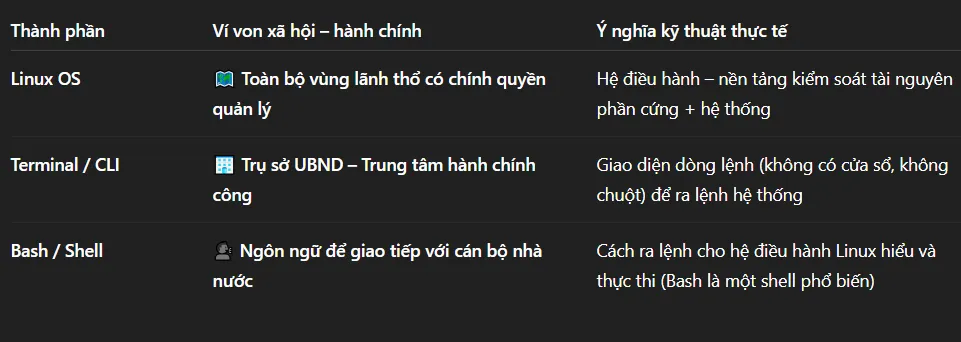 Thành phần Ví von xã hội – hành chính Ý nghĩa kỹ thuật thực tế
Linux OS 🗺️ Toàn bộ vùng lãnh thổ có chính quyền quản lý Hệ điều hành – nền tảng kiểm soát tài nguyên phần cứng + hệ thống
Terminal / CLI 🏢 Trụ sở UBND – Trung tâm hành chính công Giao diện dòng lệnh (không có cửa sổ, không chuột) để ra lệnh hệ thống
Bash / Shell 🗣️ Ngôn ngữ để giao tiếp với cán bộ nhà nước Cách ra lệnh cho hệ điều hành Linux hiểu và thực thi (Bash là một shell phổ biến)